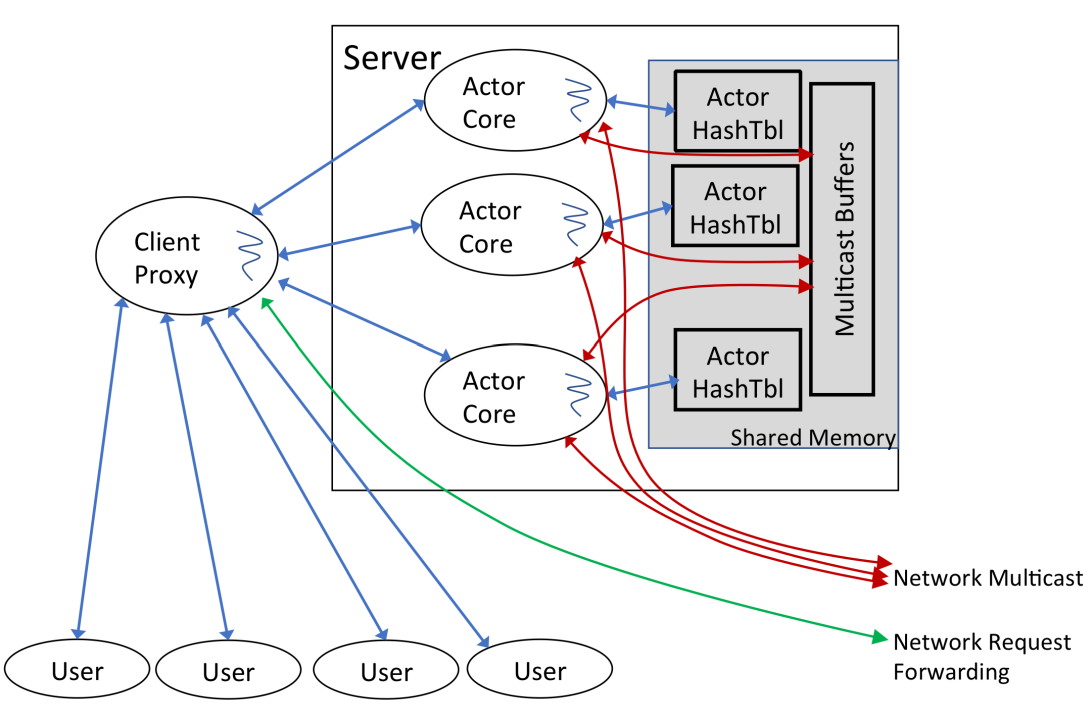 Server
Actor
Core
Actor
HashTbl
Multicast Buffers
Actor
Core
Actor
HashTbl
Client
Proxy
Actor
Core
Actor
HashTbl
Shared Memory
Network Multicast
Network Request
Forwarding
User
User
User
User